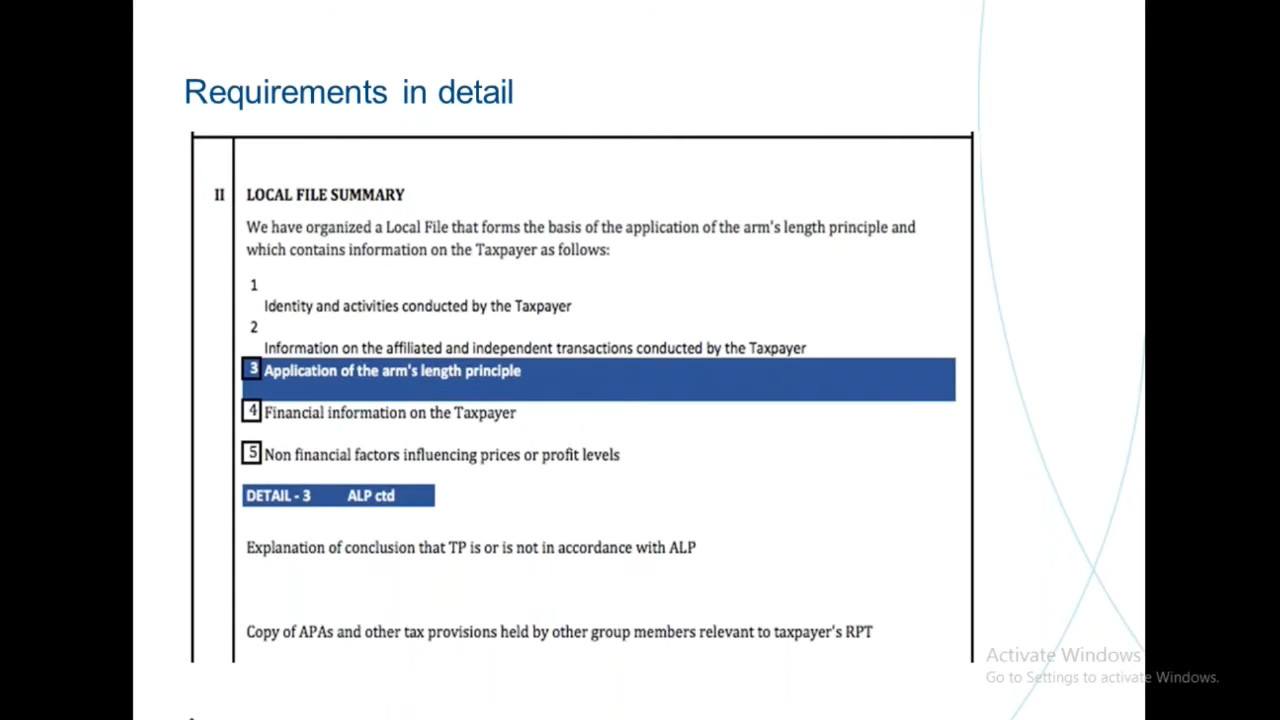 Requirements in detail
II LOCAL FILE SUMMARY
We have organized a Local File that forms the basis of the application of the arm's length principle and
which contains information on the Taxpayer as follows:
1
Identity and activities conducted by the Taxpayer
2
Information on the affiliated and independent transactions conducted by the Taxpayer
3 Application of the arm's length principle
4 Financial information on the Taxpayer
5 Non financial factors influencing prices or profit levels
DETAIL - 3 ALP ctd
Explanation of conclusion that TP is or is not in accordance with ALP
Copy of APAs and other tax provisions held by other group members relevant to taxpayer's RPT
Activate Windows
Go to Settings to activate Windows.